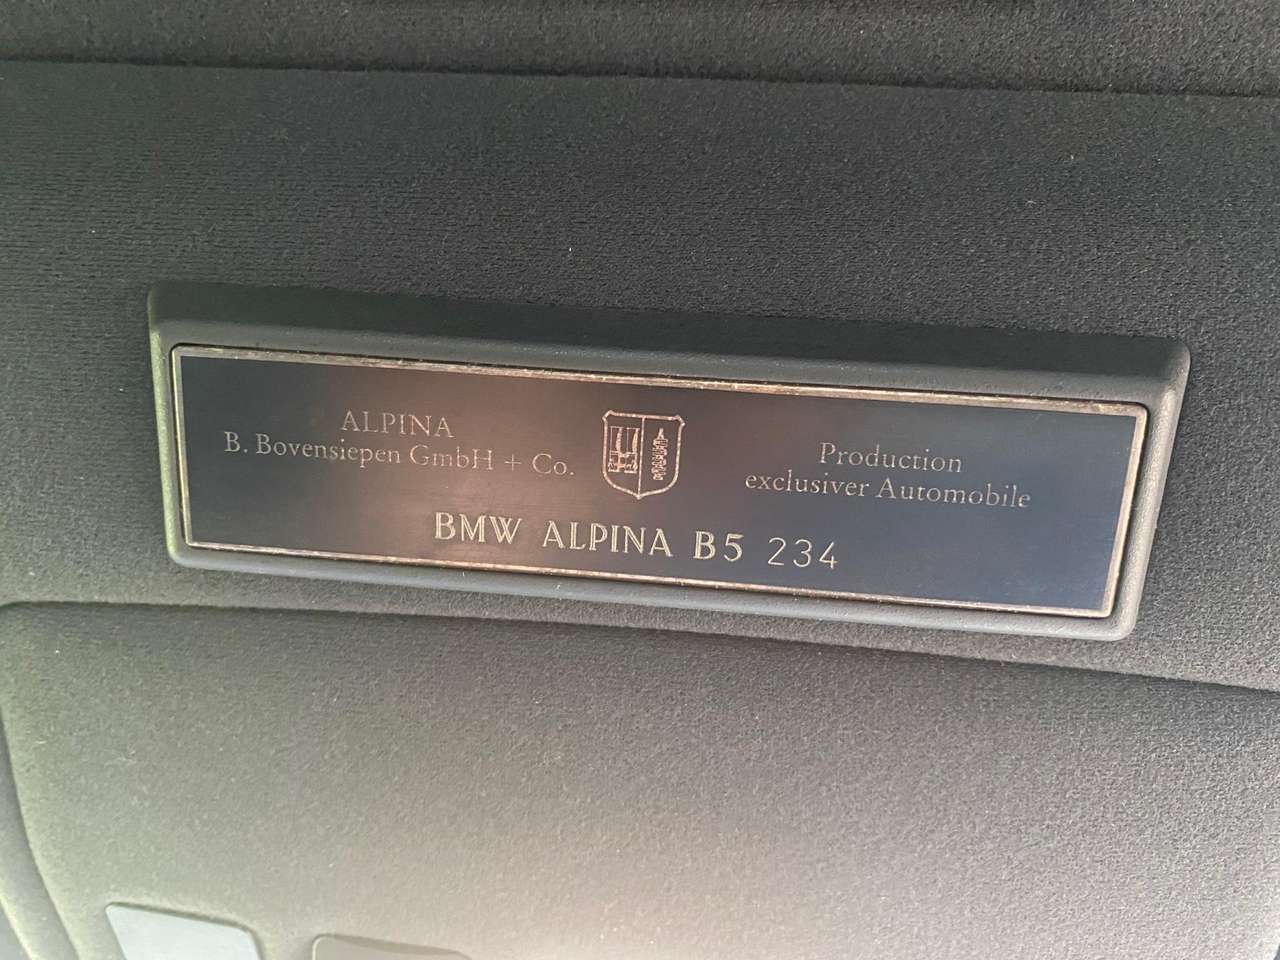 ALPINA
B. Bovensiepen GmbH + Co.
Production
exclusiver Automobile
BMW ALPINA B5 234